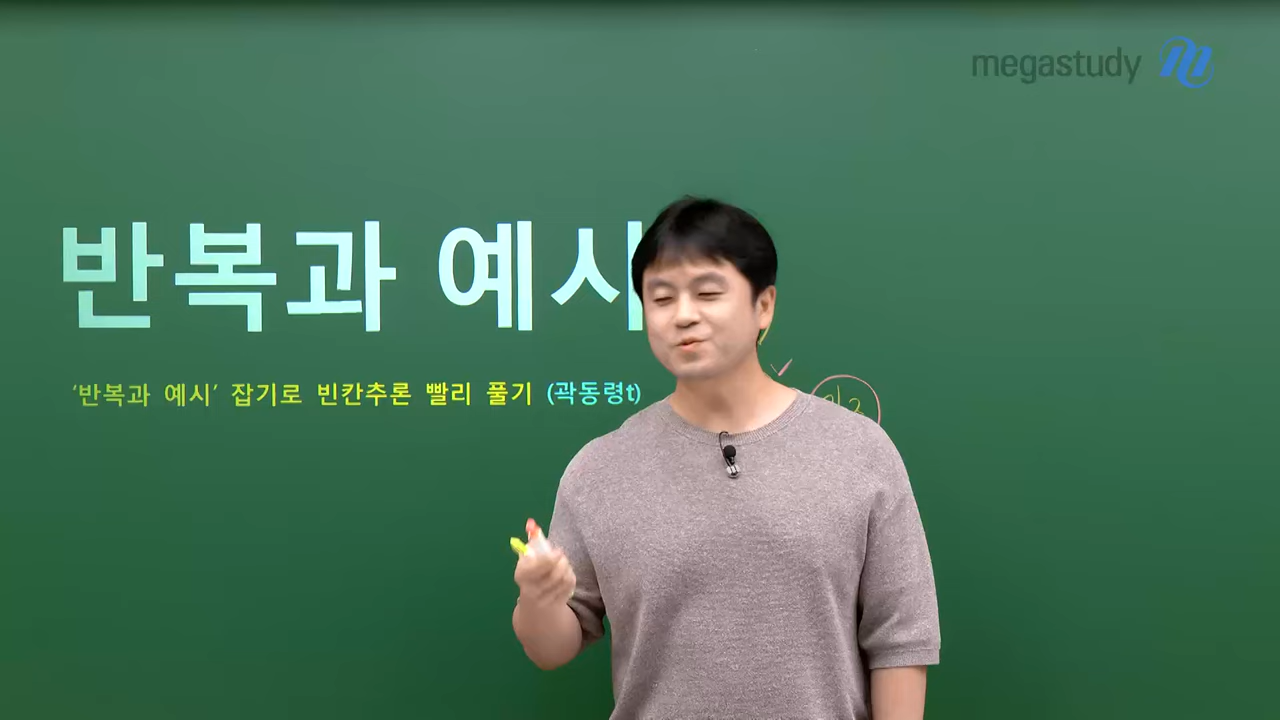 megastudy
반복과 예시
‘반복과 예시’ 잡기로 빈칸추론 빨리 풀기 (곽동령t)